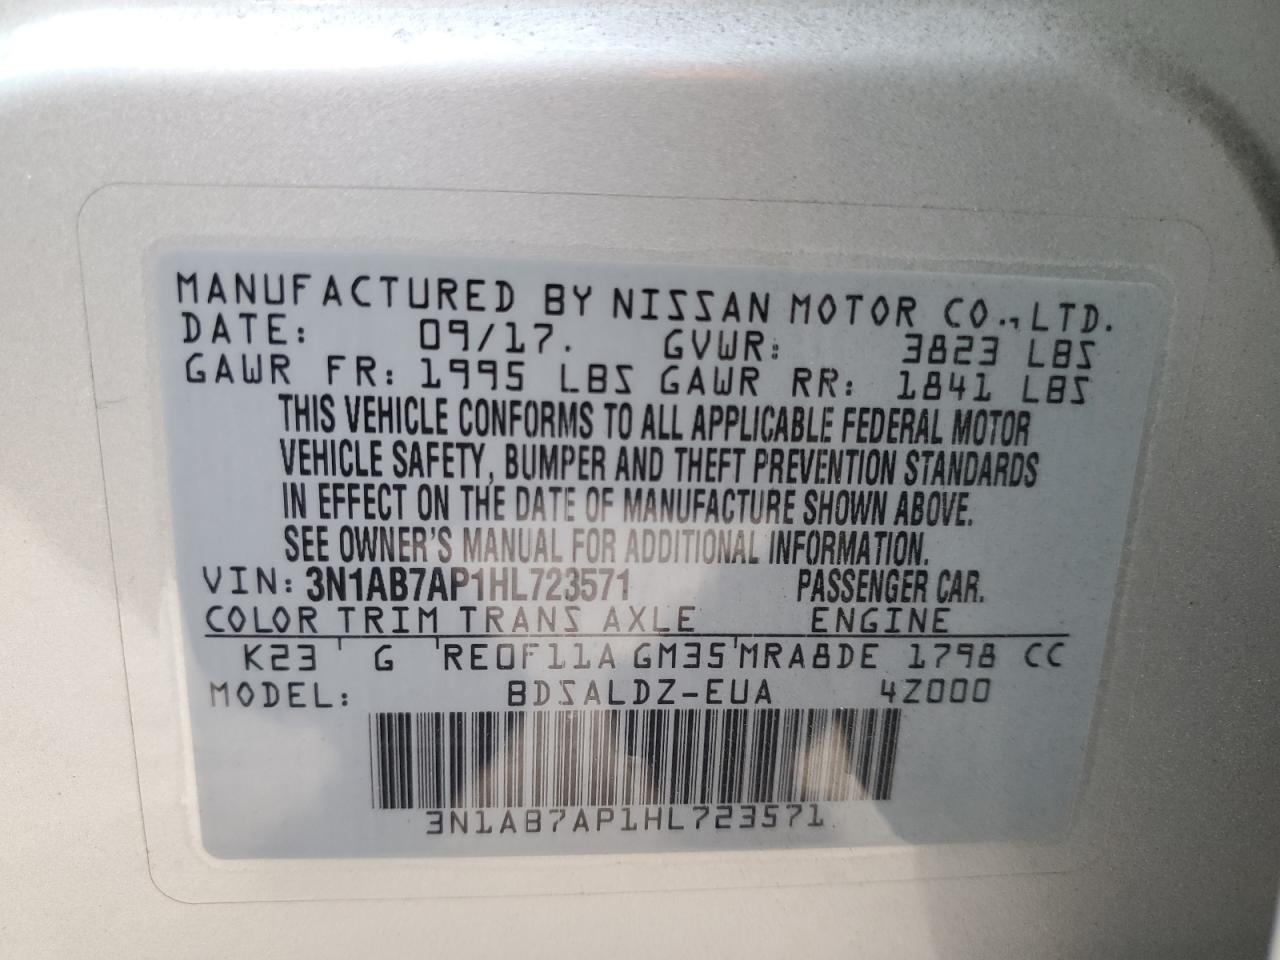 MANUFACTURED BY NISSAN MOTOR CO., LTD.
DATE: 09/17. GVWR: 3823 LBS
GAWR FR: 1995 LBS GAWR RR: 1841 LBS
THIS VEHICLE CONFORMS TO ALL APPLICABLE FEDERAL MOTOR
VEHICLE SAFETY, BUMPER AND THEFT PREVENTION STANDARDS
IN EFFECT ON THE DATE OF MANUFACTURE SHOWN ABOVE.
SEE OWNER'S MANUAL FOR ADDITIONAL INFORMATION.
VIN: 3N1AB7AP1HL723571 PASSENGER CAR.
COLOR TRIM TRANS AXLE ENGINE
K23 G RE0F11A GM35 MRA8DE 1798 CC
MODEL: BDSALDZ-EUA 4Z000
3N1AB7AP1HL723571